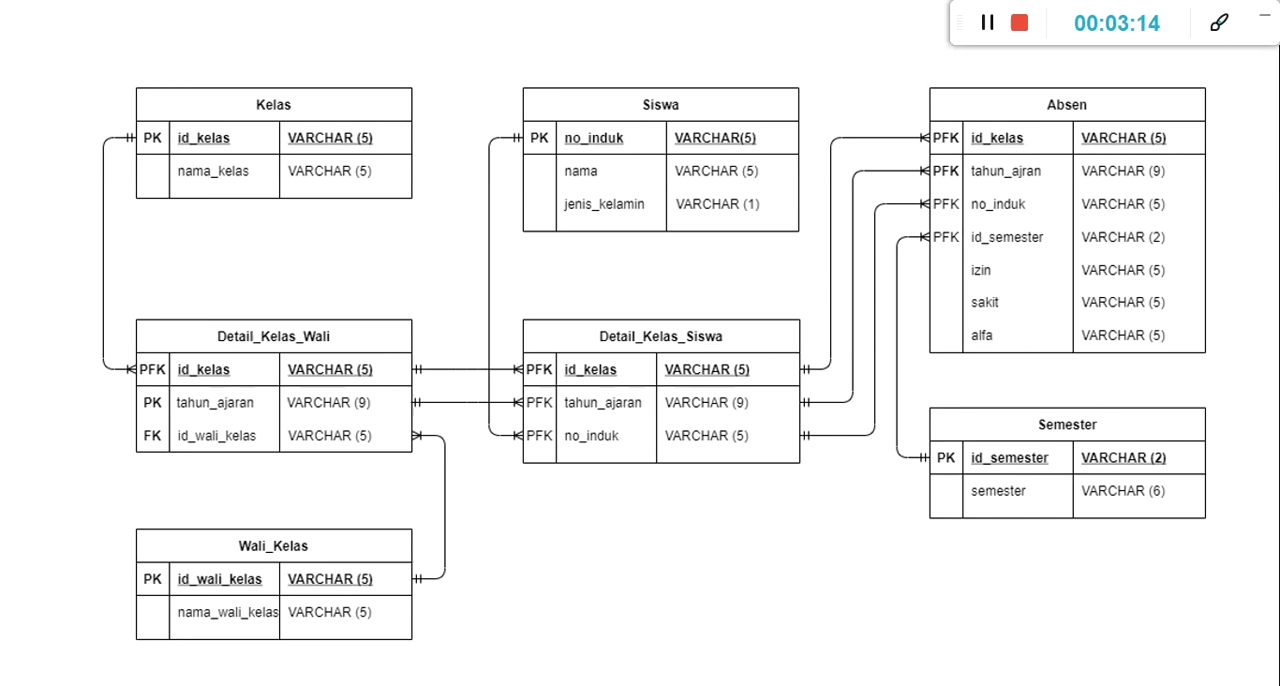 00:03:14
Kelas
PK id_kelas VARCHAR (5)
nama_kelas VARCHAR (5)
Siswa
PK no_induk VARCHAR(5)
nama VARCHAR (5)
jenis_kelamin VARCHAR (1)
Absen
PFK id_kelas VARCHAR (5)
PFK tahun_ajran VARCHAR (9)
PFK no_induk VARCHAR (5)
PFK id_semester VARCHAR (2)
izin VARCHAR (5)
sakit VARCHAR (5)
alfa VARCHAR (5)
Detail_Kelas_Wali
PFK id_kelas VARCHAR (5)
PK tahun_ajaran VARCHAR (9)
FK id_wali_kelas VARCHAR (5)
Detail_Kelas_Siswa
PFK id_kelas VARCHAR (5)
PFK tahun_ajaran VARCHAR (9)
PFK no_induk VARCHAR (5)
Semester
PK id_semester VARCHAR (2)
semester VARCHAR (6)
Wali_Kelas
PK id_wali_kelas VARCHAR (5)
nama_wali_kelas VARCHAR (5)